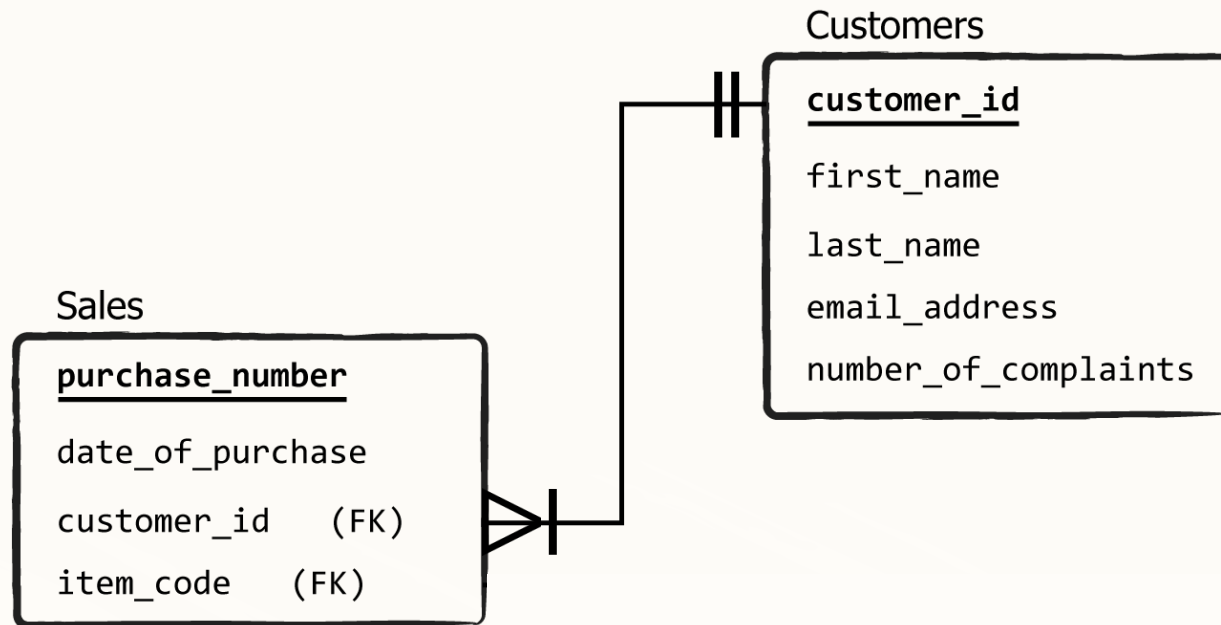 Customers
customer_id
first_name
last_name
email_address
number_of_complaints
Sales
purchase_number
date_of_purchase
customer_id (FK)
item_code (FK)